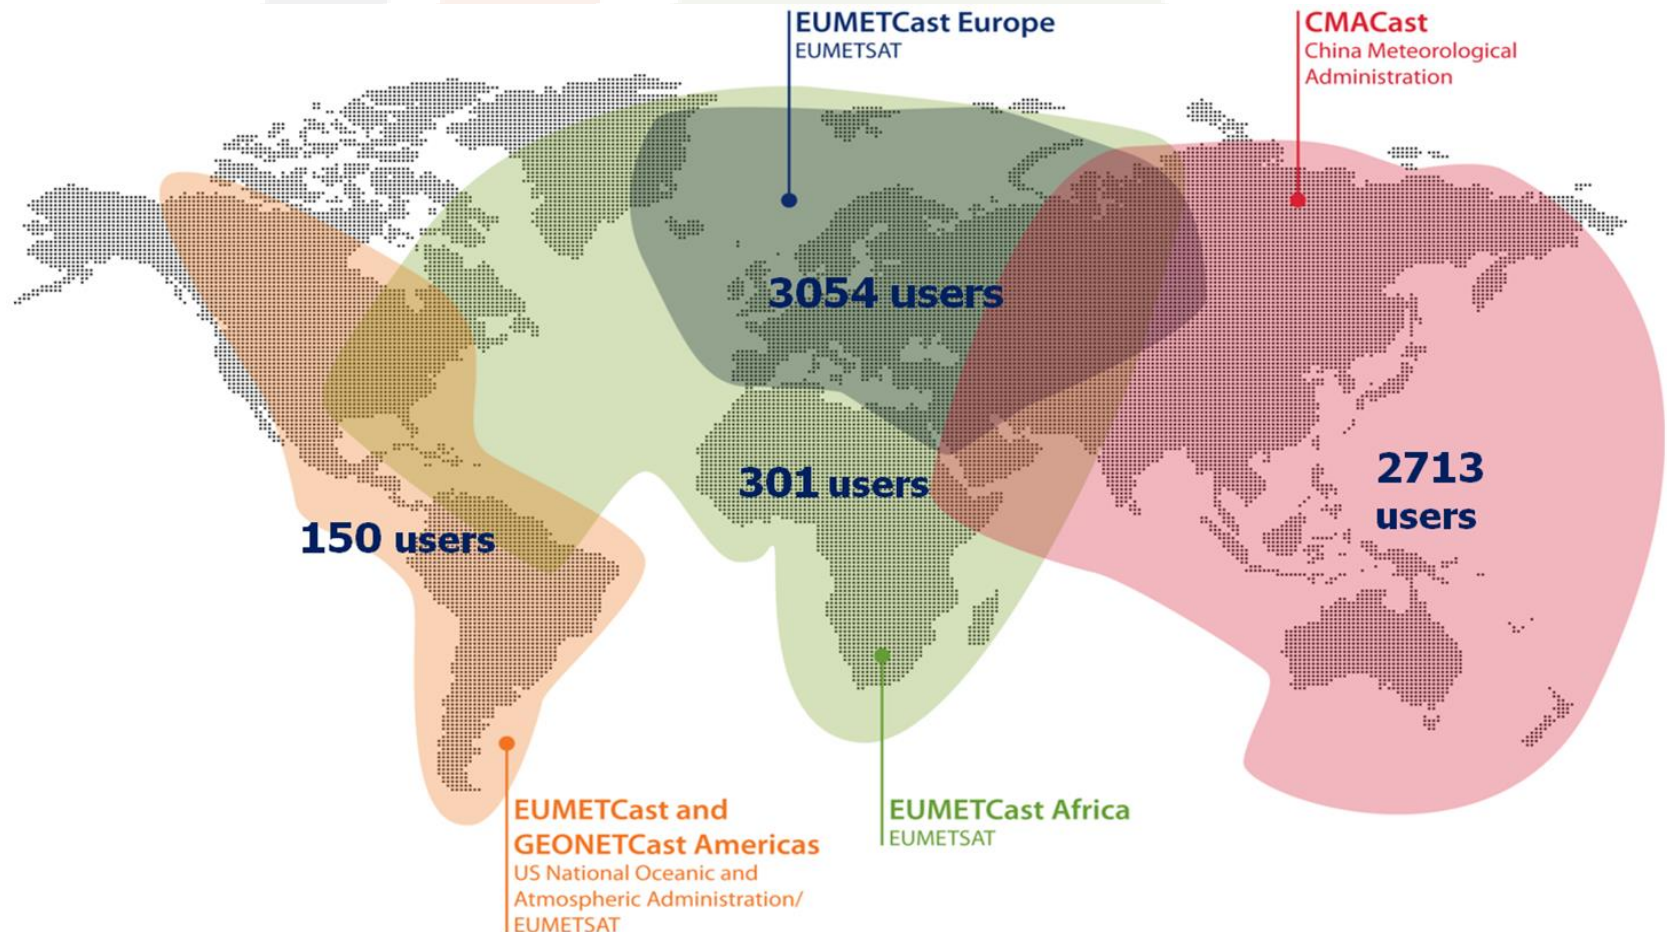 EUMETCast Europe
EUMETSAT
CMACast
China Meteorological
Administration
3054 users
301 users
2713
users
150 users
EUMETCast and
GEONETCast Americas
US National Oceanic and
Atmospheric Administration/
EUMETSAT
EUMETCast Africa
EUMETSAT